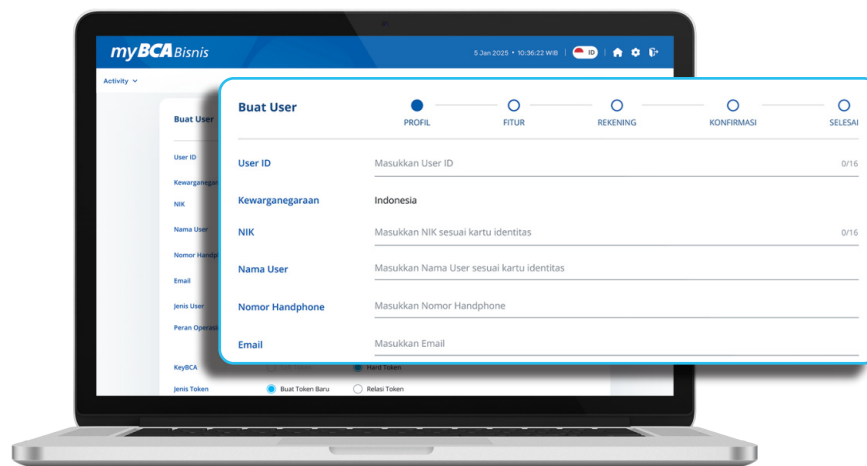 myBCA Bisnis
5 Jan 2025 • 10:36:22 WIB
ID
Activity
Buat User
User ID
Kewarganegaraan
NIK
Nama User
Nomor
Email
Jenis User
Peran
KeyBCA
Hard Token
Jenis Token
Buat Token Baru
Relasi Token
Buat User
PROFIL
FITUR
REKENING
KONFIRMASI
SELESAI
User ID
Masukkan User ID
0/16
Kewarganegaraan Indonesia
NIK
Masukkan NIK sesuai kartu identitas
0/16
Nama User
Masukkan Nama User sesuai kartu identitas
Nomor Handphone
Masukkan Nomor Handphone
Email
Masukkan Email